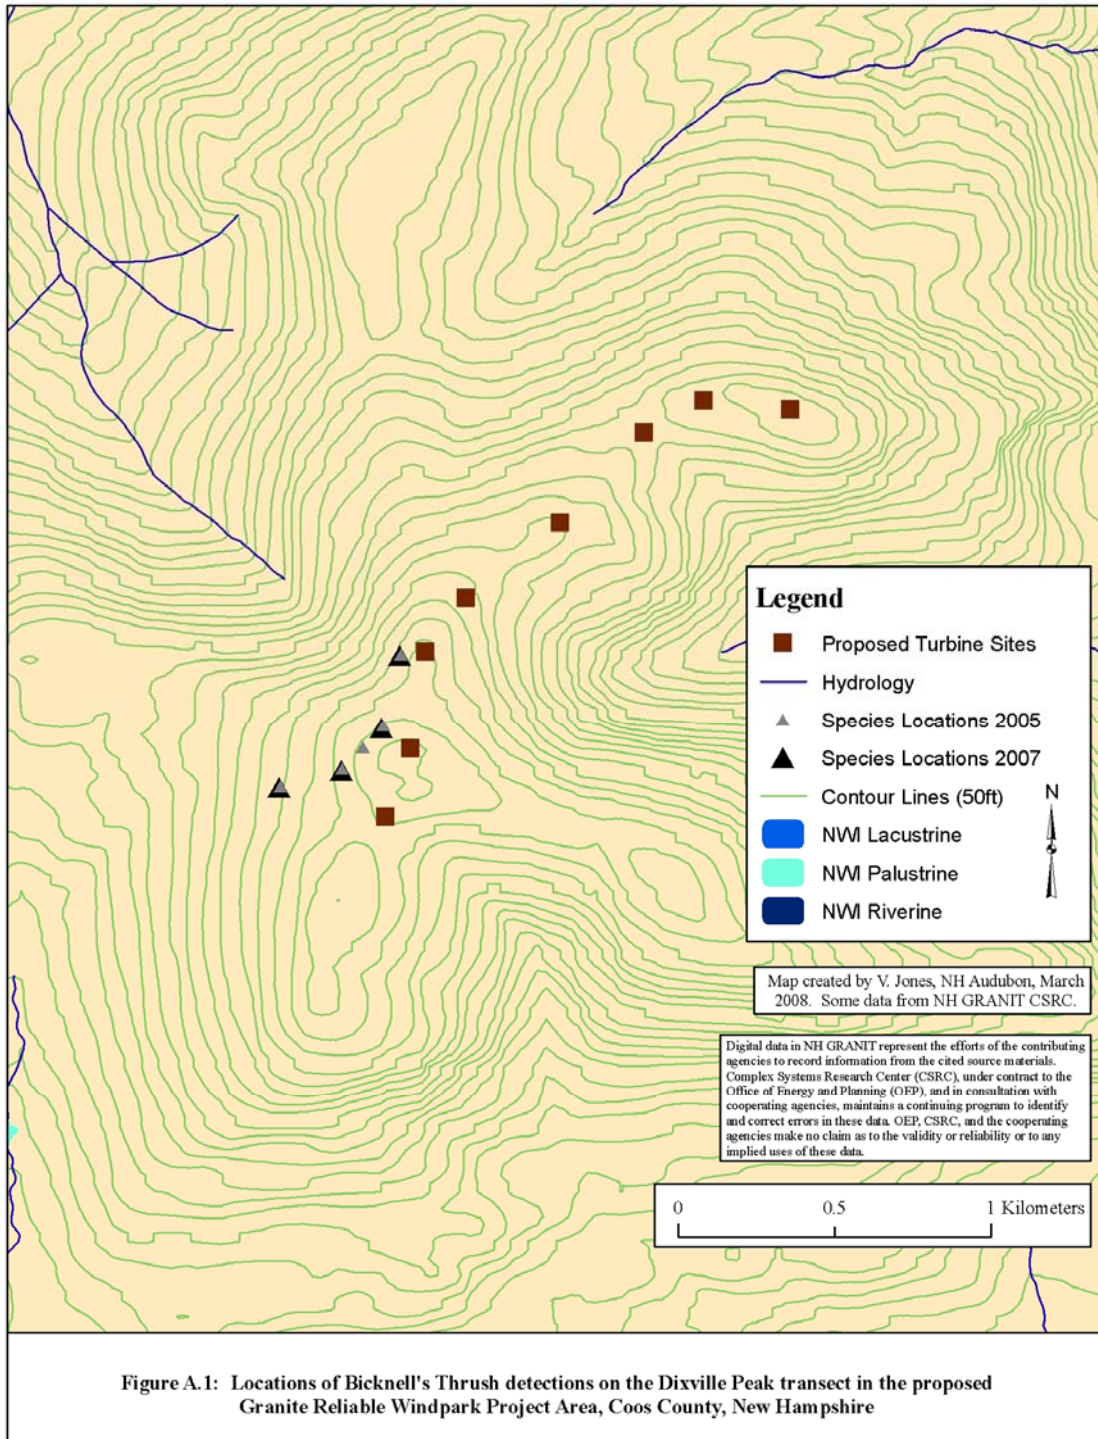 Legend
Proposed Turbine Sites
Hydrology
Species Locations 2005
Species Locations 2007
Contour Lines (50ft)
N
NWI Lacustrine
NWI Palustrine
NWI Riverine
Map created by V. Jones, NH Audubon, March
2008. Some data from NH GRANIT CSRC.
Digital data in NH GRANIT represent the efforts of the contributing
agencies to record information from the cited source materials.
Complex Systems Research Center (CSRC), under contract to the
Office of Energy and Planning (OEP), and in consultation with
cooperating agencies, maintains a continuing program to identify
and correct errors in these data. OEP, CSRC, and the cooperating
agencies make no claim as to the validity or reliability or to any
implied uses of these data.
0 0.5 1 Kilometers
Figure A.1: Locations of Bicknell's Thrush detections on the Dixville Peak transect in the proposed
Granite Reliable Windpark Project Area, Coos County, New Hampshire